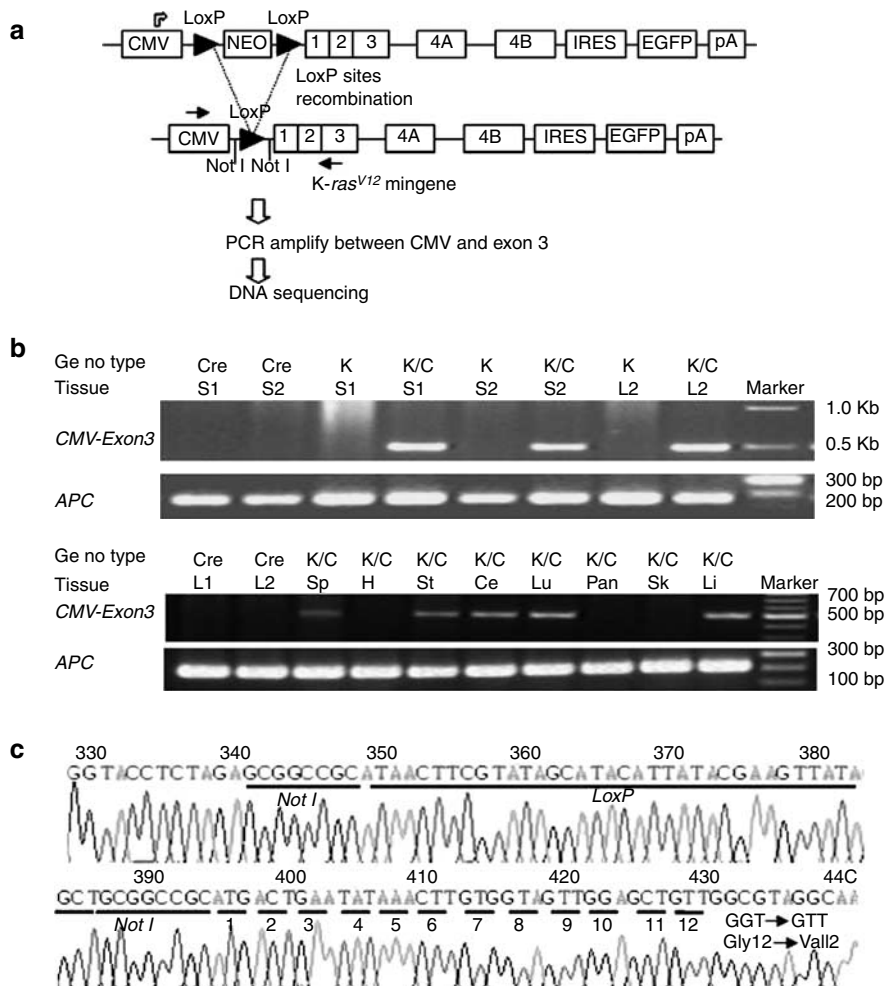 a
LoxP LoxP
CMV NEO 1 2 3 4A 4B IRES EGFP pA
LoxP sites
recombination
LoxP
CMV 1 2 3 4A 4B IRES EGFP pA
Not I Not I
K-rasV12 mingene
PCR amplify between CMV and exon 3
DNA sequencing
b
Ge no type Cre Cre K K/C K K/C K K/C
Tissue S1 S2 S1 S1 S2 S2 L2 L2 Marker
CMV-Exon3
1.0 Kb
0.5 Kb
APC
300 bp
200 bp
Ge no type Cre Cre K/C K/C K/C K/C K/C K/C K/C K/C
Tissue L1 L2 Sp H St Ce Lu Pan Sk Li Marker
CMV-Exon3
700 bp
500 bp
APC
300 bp
100 bp
c
330 340 350 360 370 380
GGTACCTCTAGAGCGGCCGCATAACTTCGTATAGCATACATTATACGAAGTTATA
Not I LoxP
390 400 410 420 430 44C
GCTGCGGCCGCATGACTGAATATAAACTTGTGGTAGTTGGAGCTGTTGGCGTAGGCAA
Not I 1 2 3 4 5 6 7 8 9 10 11 12
GGT→GTT
Gly12→Vall2